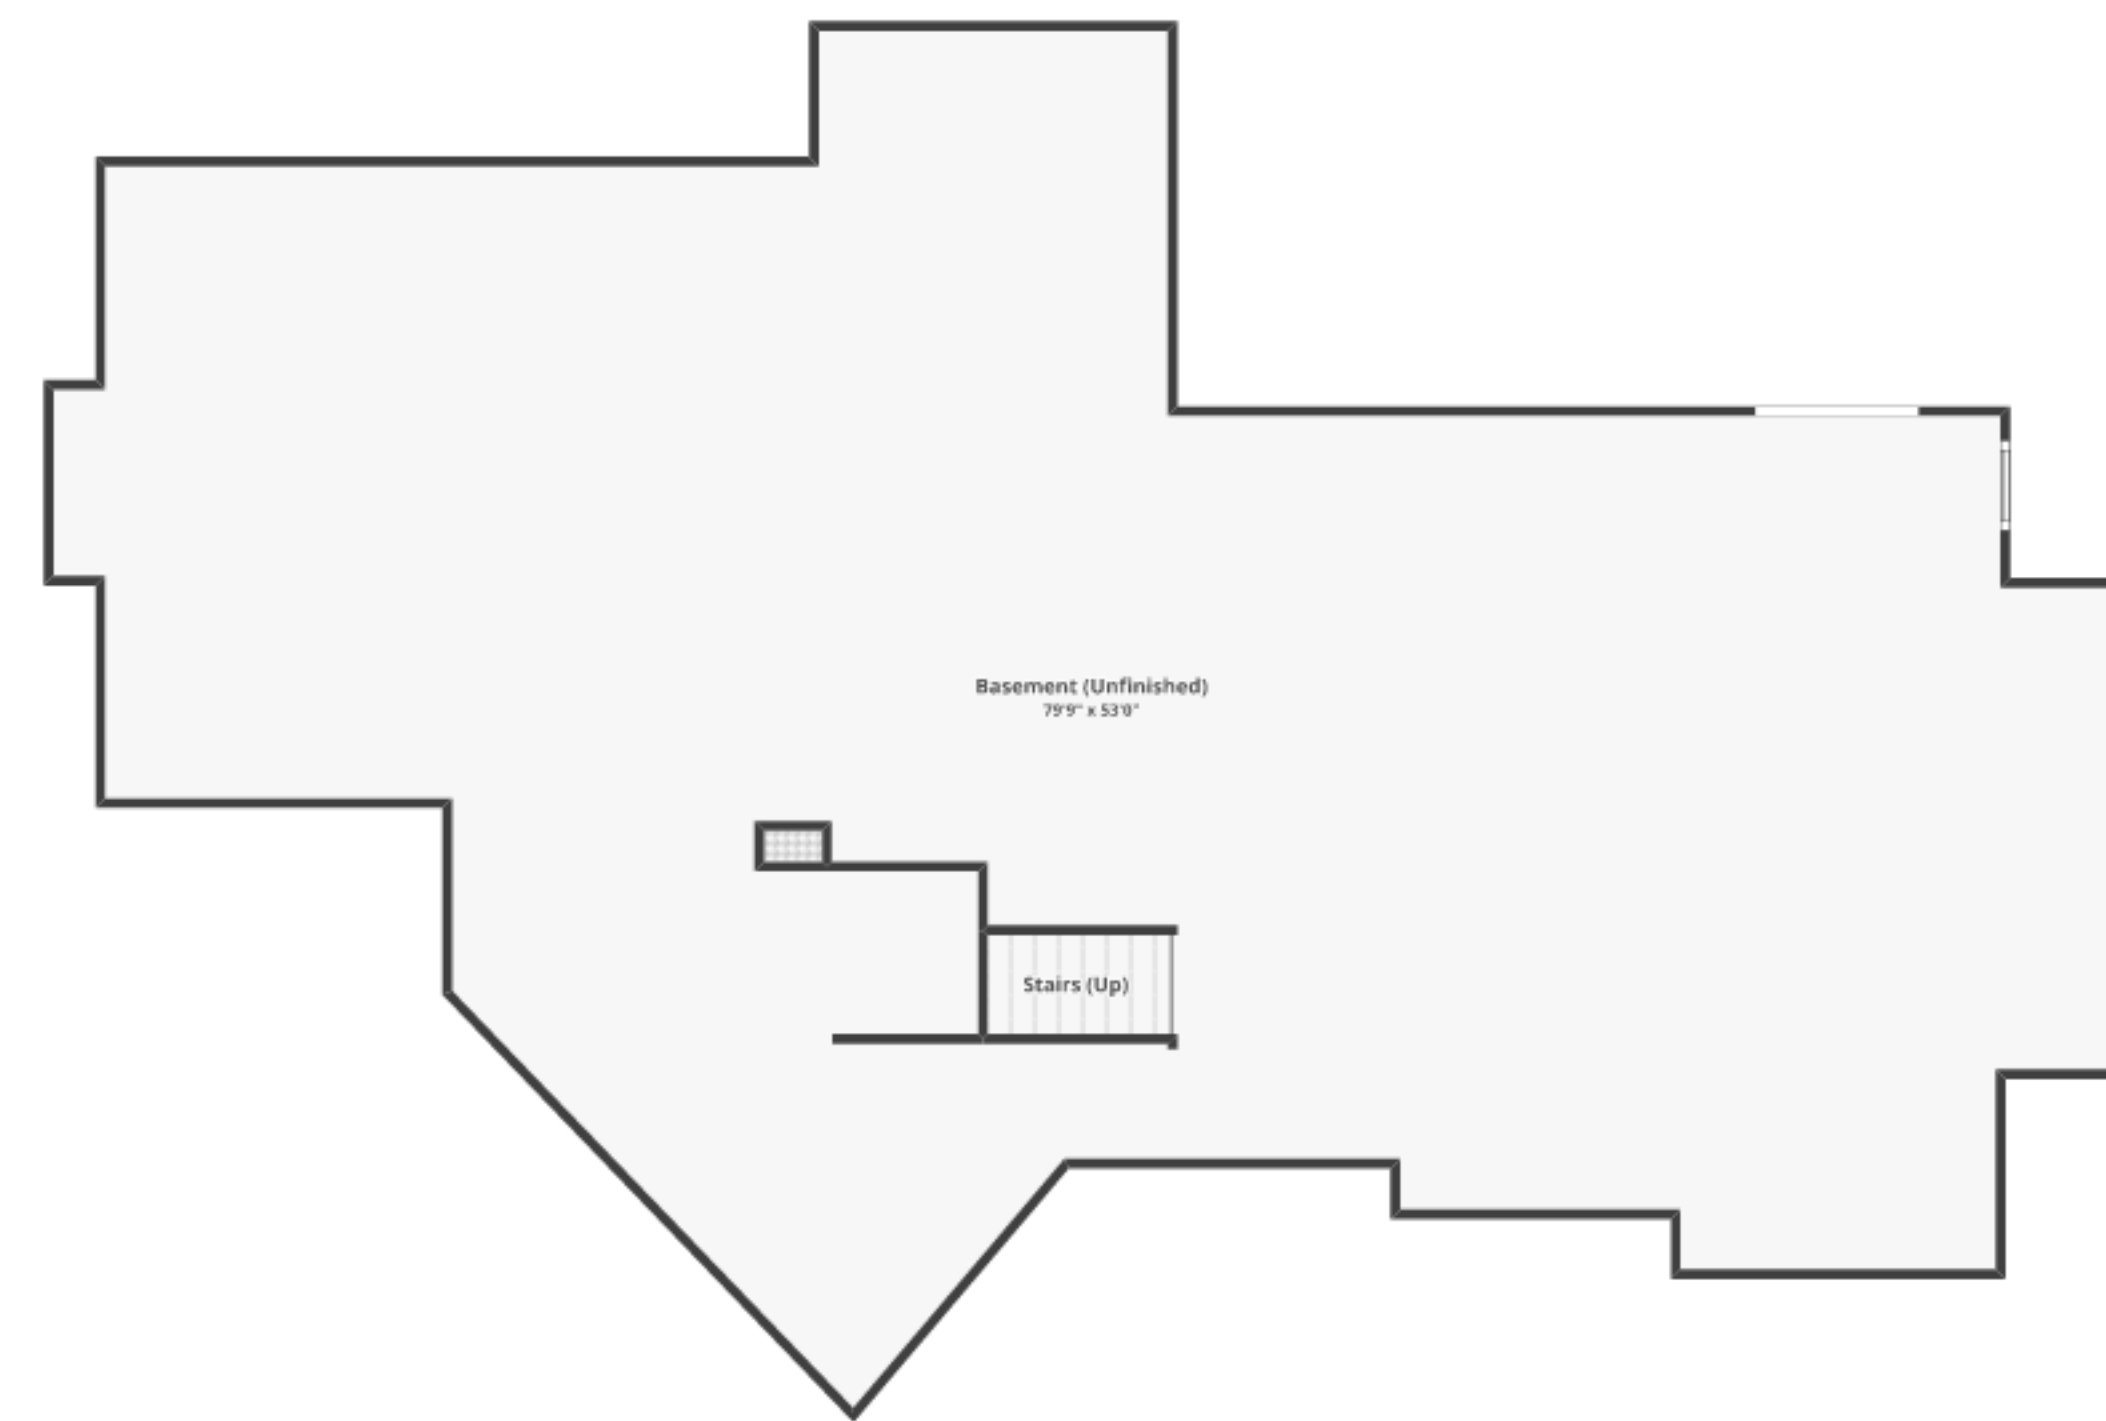 Basement (Unfinished)
79'9" x 53'0"
Stairs (Up)